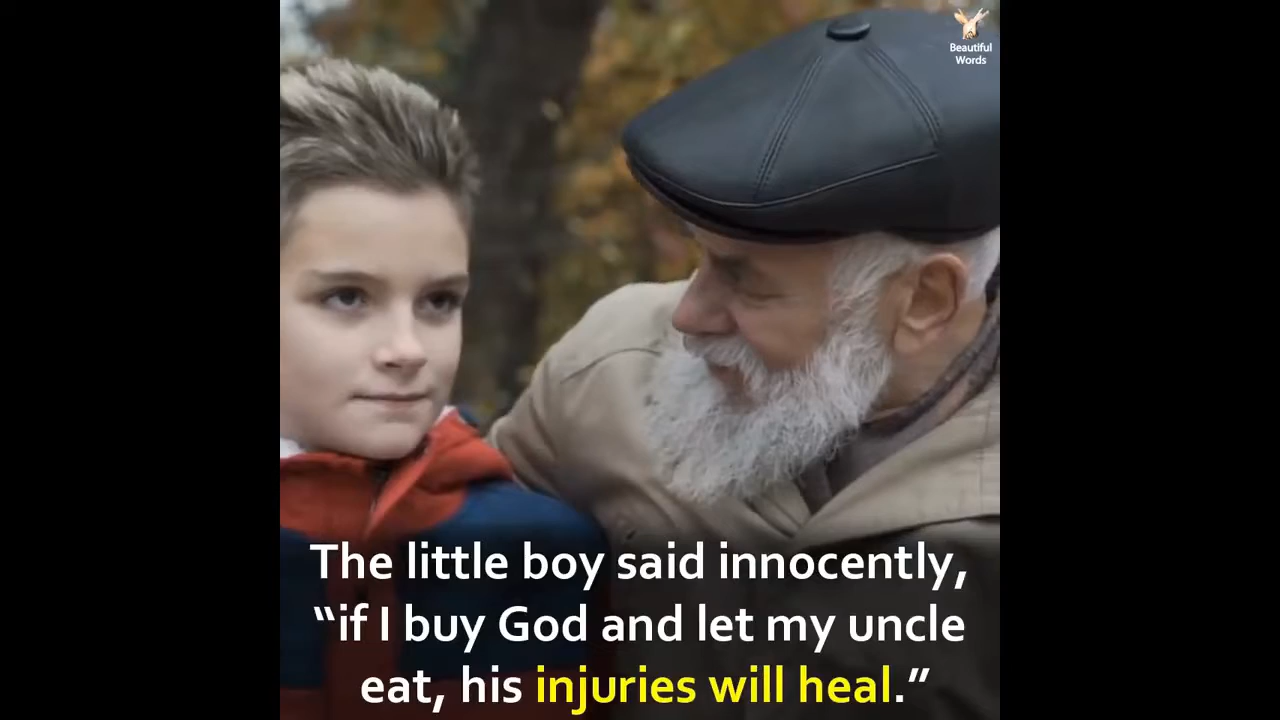 Beautiful
Words
The little boy said innocently,
“if I buy God and let my uncle
eat, his injuries will heal.”